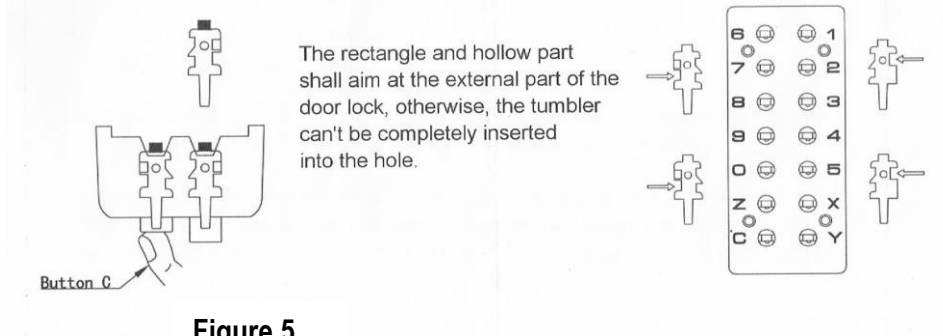 The rectangle and hollow part
shall aim at the external part of the
door lock, otherwise, the tumbler
can't be completely inserted
into the hole.
6 1
7 2
8 3
9 4
0 5
Z X
C Y
Button C
Figure 5